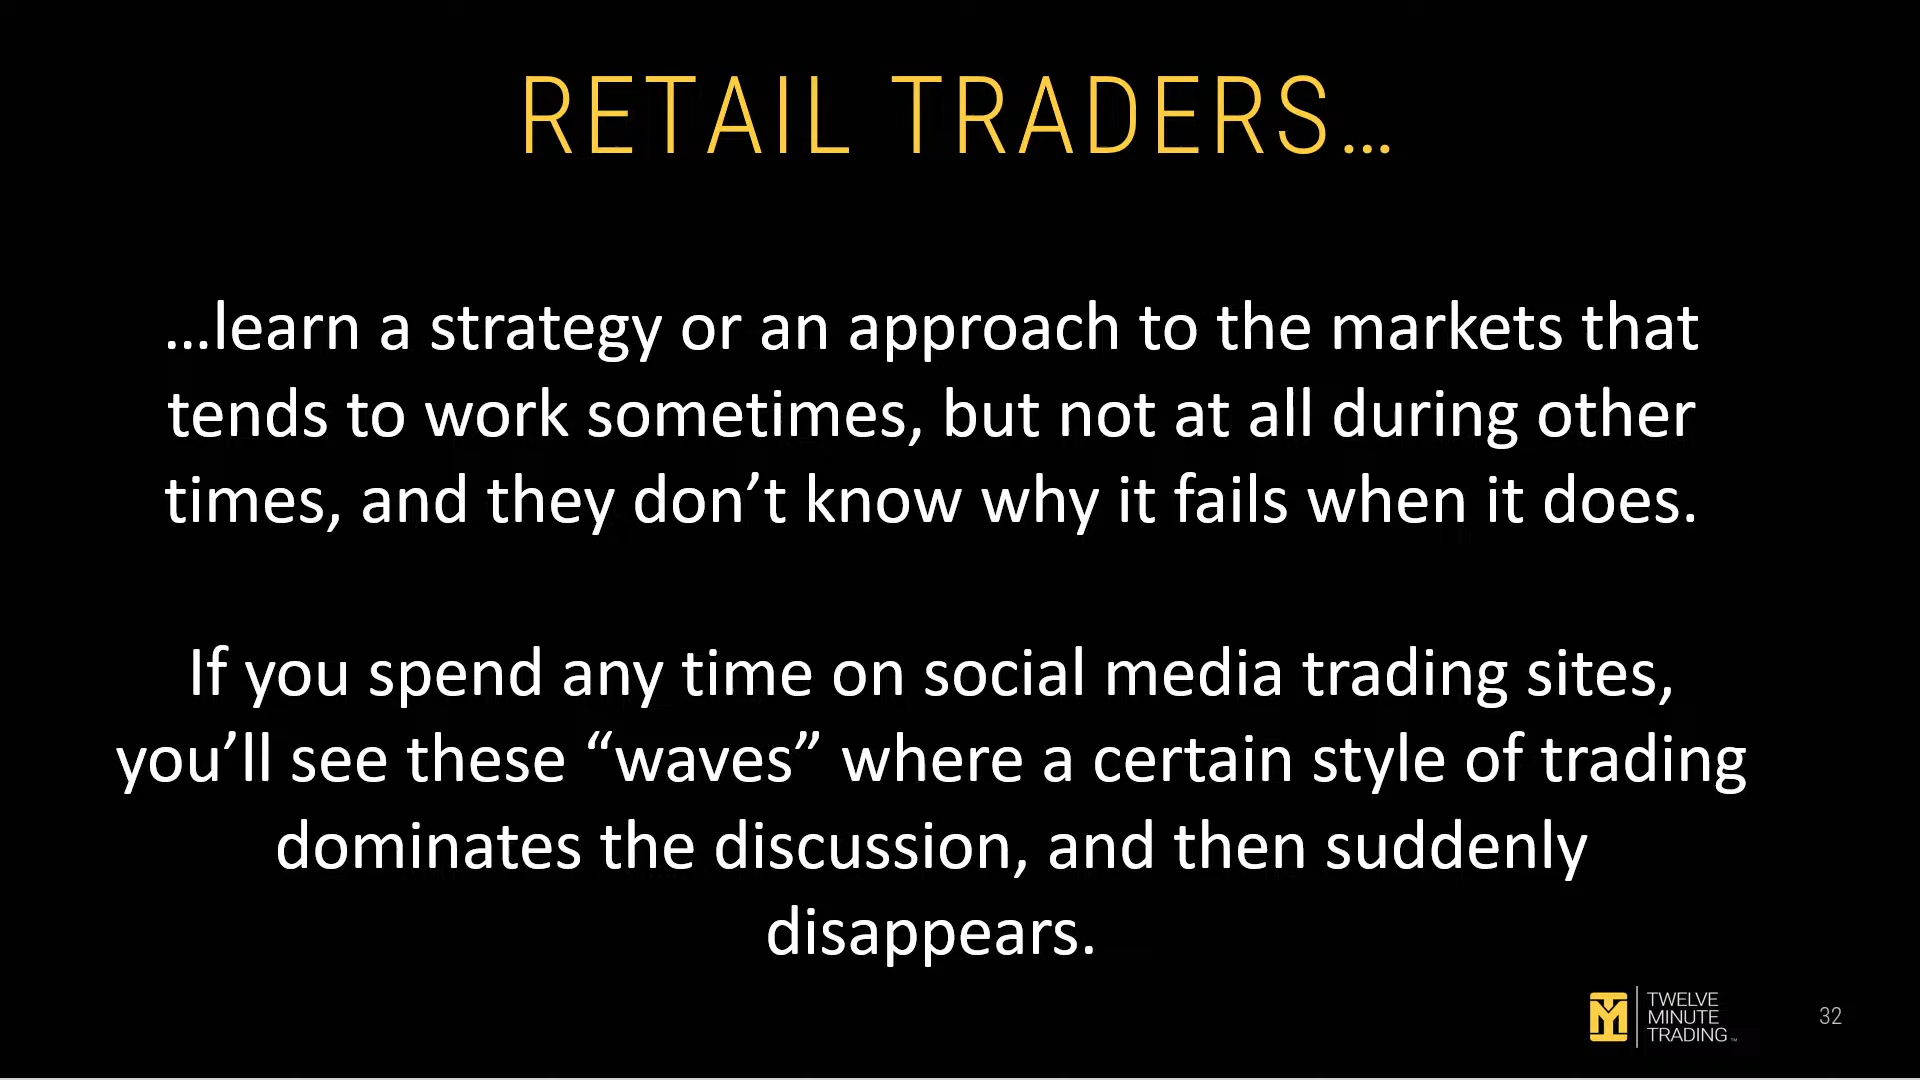 RETAIL TRADERS…
…learn a strategy or an approach to the markets that
tends to work sometimes, but not at all during other
times, and they don’t know why it fails when it does.
If you spend any time on social media trading sites,
you’ll see these “waves” where a certain style of trading
dominates the discussion, and then suddenly
disappears.
TWELVE
MINUTE
TRADING™
32